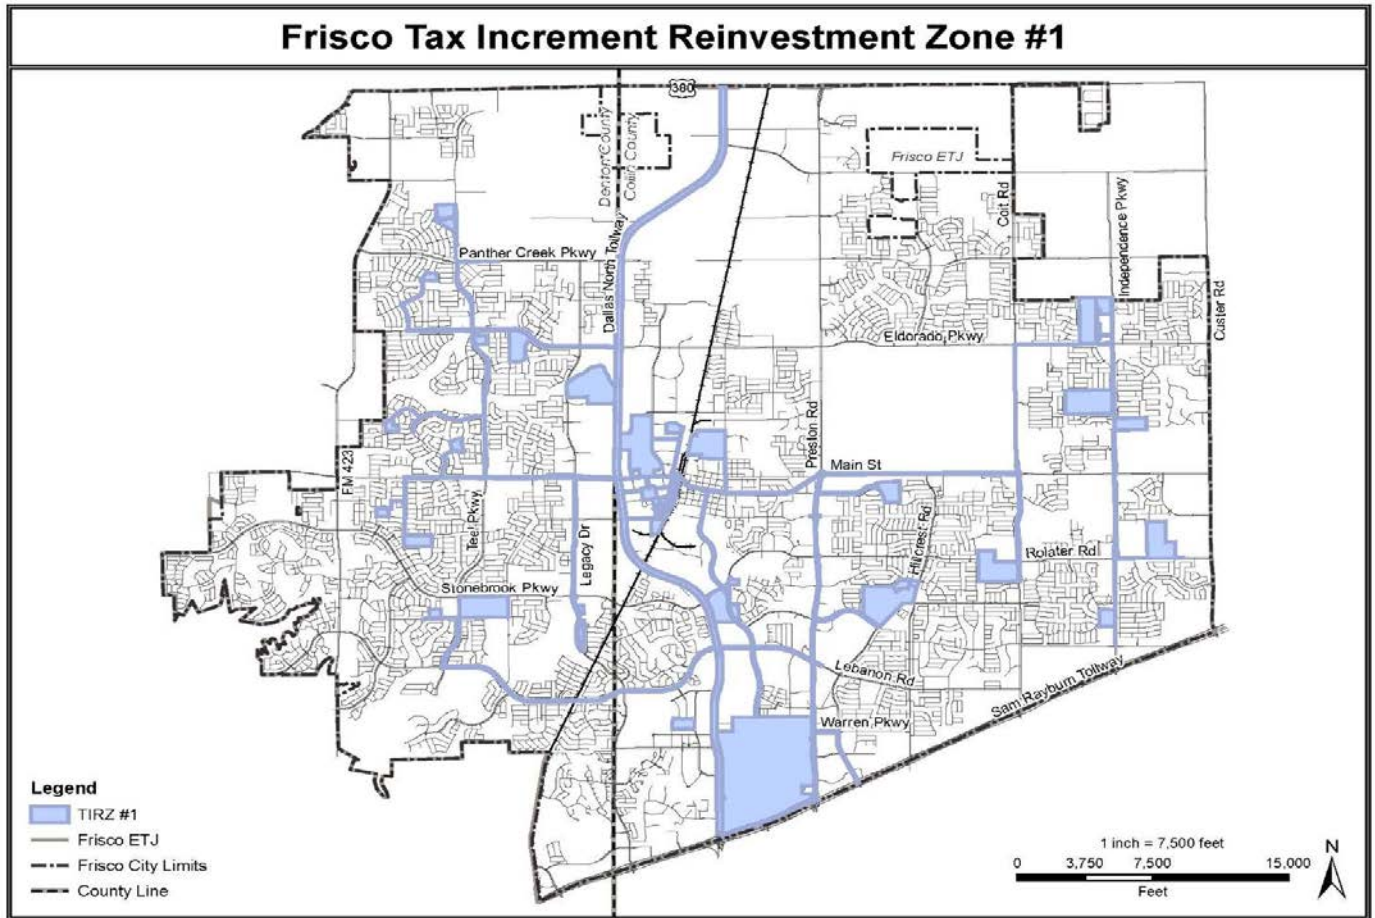 Frisco Tax Increment Reinvestment Zone #1
380
Denton County
Collin County
Frisco ETJ
Coit Rd
Independence Pkwy
Panther Creek Pkwy
Dallas North Tollway
Custer Rd
Eldorado Pkwy
Preston Rd
Main St
FM 423
Teel Pkwy
Legacy Dr
Hillcrest Rd
Rolater Rd
Stonebrook Pkwy
Lebanon Rd
Sam Rayburn Tollway
Warren Pkwy
Legend
TIRZ #1
Frisco ETJ
Frisco City Limits
County Line
1 inch = 7,500 feet
N
0 3,750 7,500 15,000
Feet